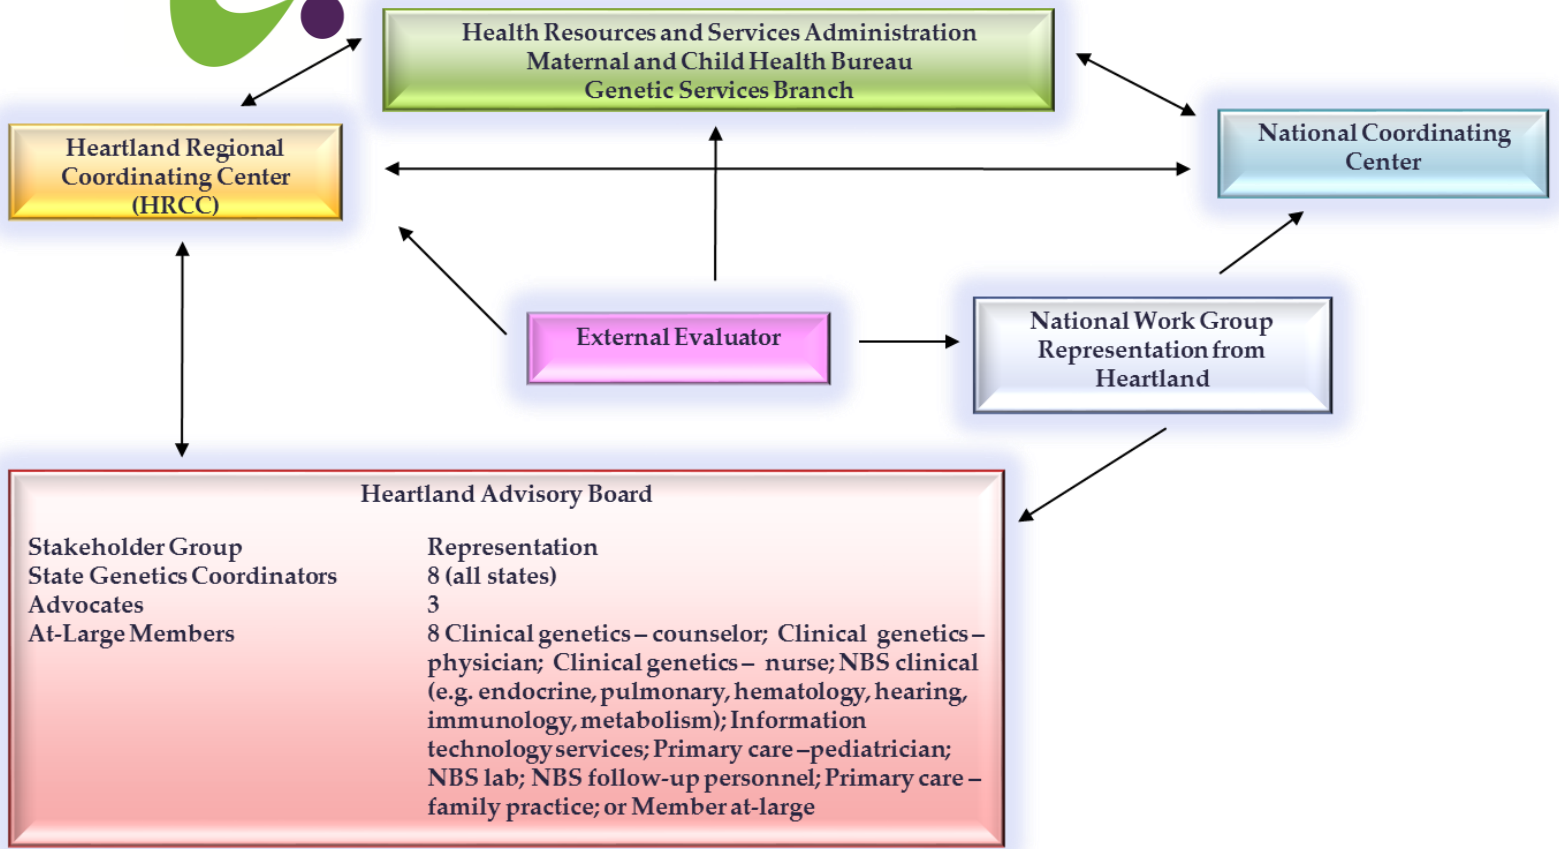 Health Resources and Services Administration
Maternal and Child Health Bureau
Genetic Services Branch
Heartland Regional
Coordinating Center
(HRCC)
National Coordinating
Center
External Evaluator
National Work Group
Representation from
Heartland
Heartland Advisory Board
Stakeholder Group Representation
State Genetics Coordinators 8 (all states)
Advocates 3
At-Large Members 8 Clinical genetics – counselor; Clinical genetics –
physician; Clinical genetics – nurse; NBS clinical
(e.g. endocrine, pulmonary, hematology, hearing,
immunology, metabolism); Information
technology services; Primary care –pediatrician;
NBS lab; NBS follow-up personnel; Primary care –
family practice; or Member at-large